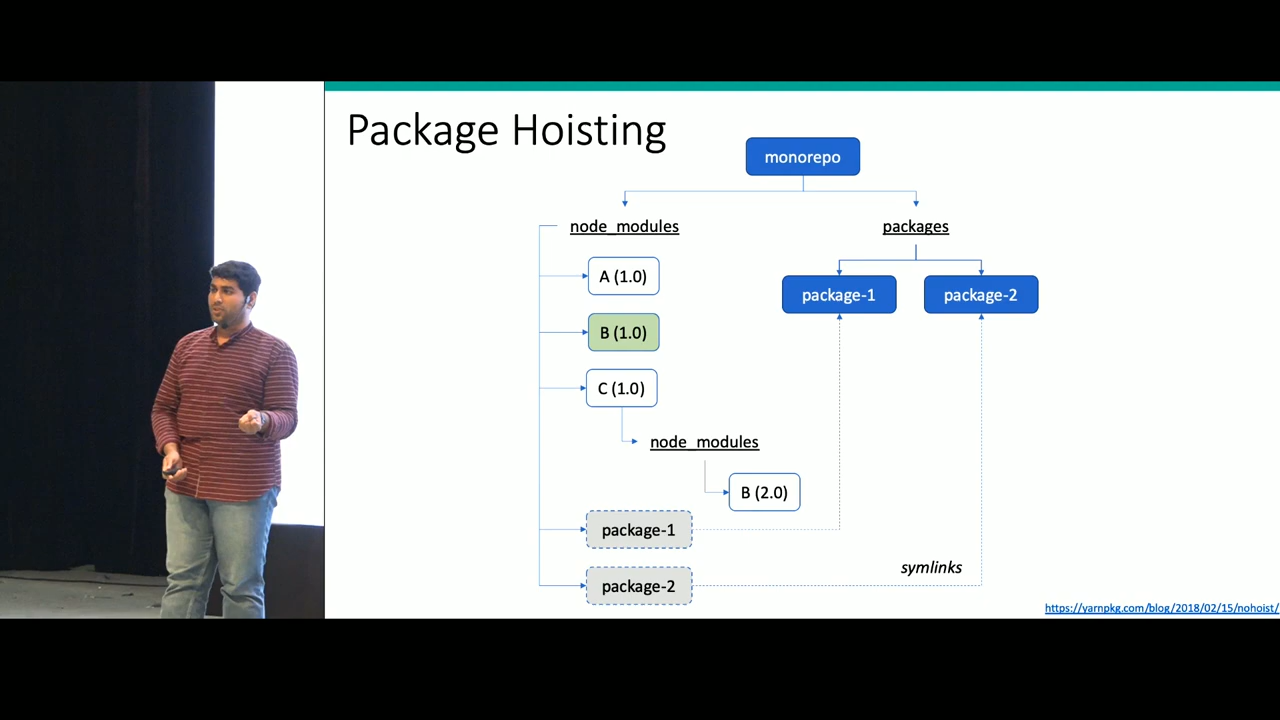 Package Hoisting
monorepo
node_modules
packages
A (1.0)
package-1
package-2
B (1.0)
C (1.0)
node_modules
B (2.0)
package-1
symlinks
package-2
https://yarnpkg.com/blog/2018/02/15/nohoist/